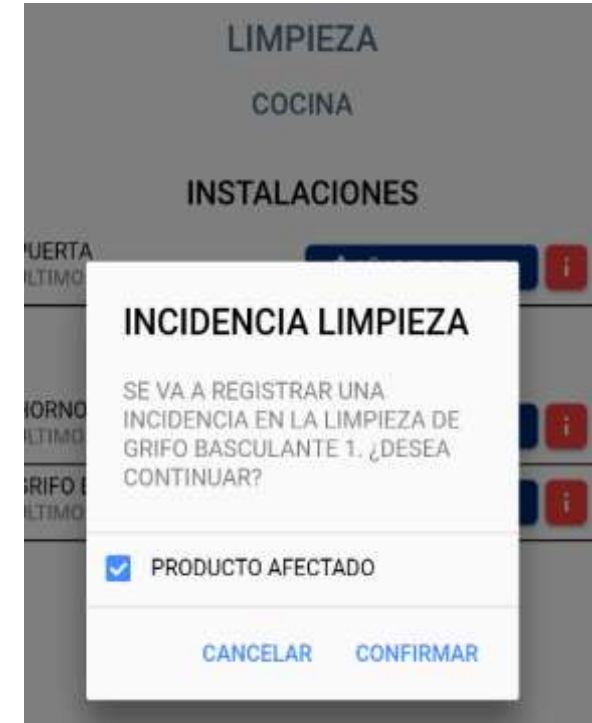 LIMPIEZA
COCINA
INSTALACIONES
INCIDENCIA LIMPIEZA
SE VA A REGISTRAR UNA
INCIDENCIA EN LA LIMPIEZA DE
GRIFO BASCULANTE 1. ¿DESEA
CONTINUAR?
PRODUCTO AFECTADO
CANCELAR CONFIRMAR